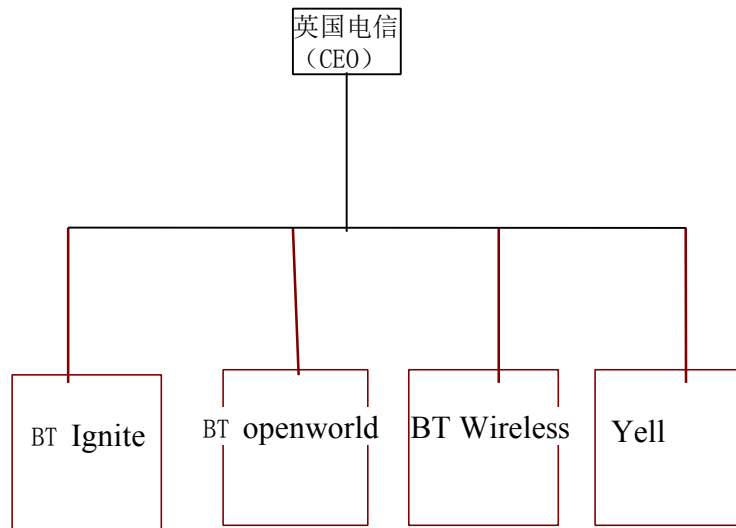 英国电信
（CEO）
BT Ignite
BT openworld
BT Wireless
Yell